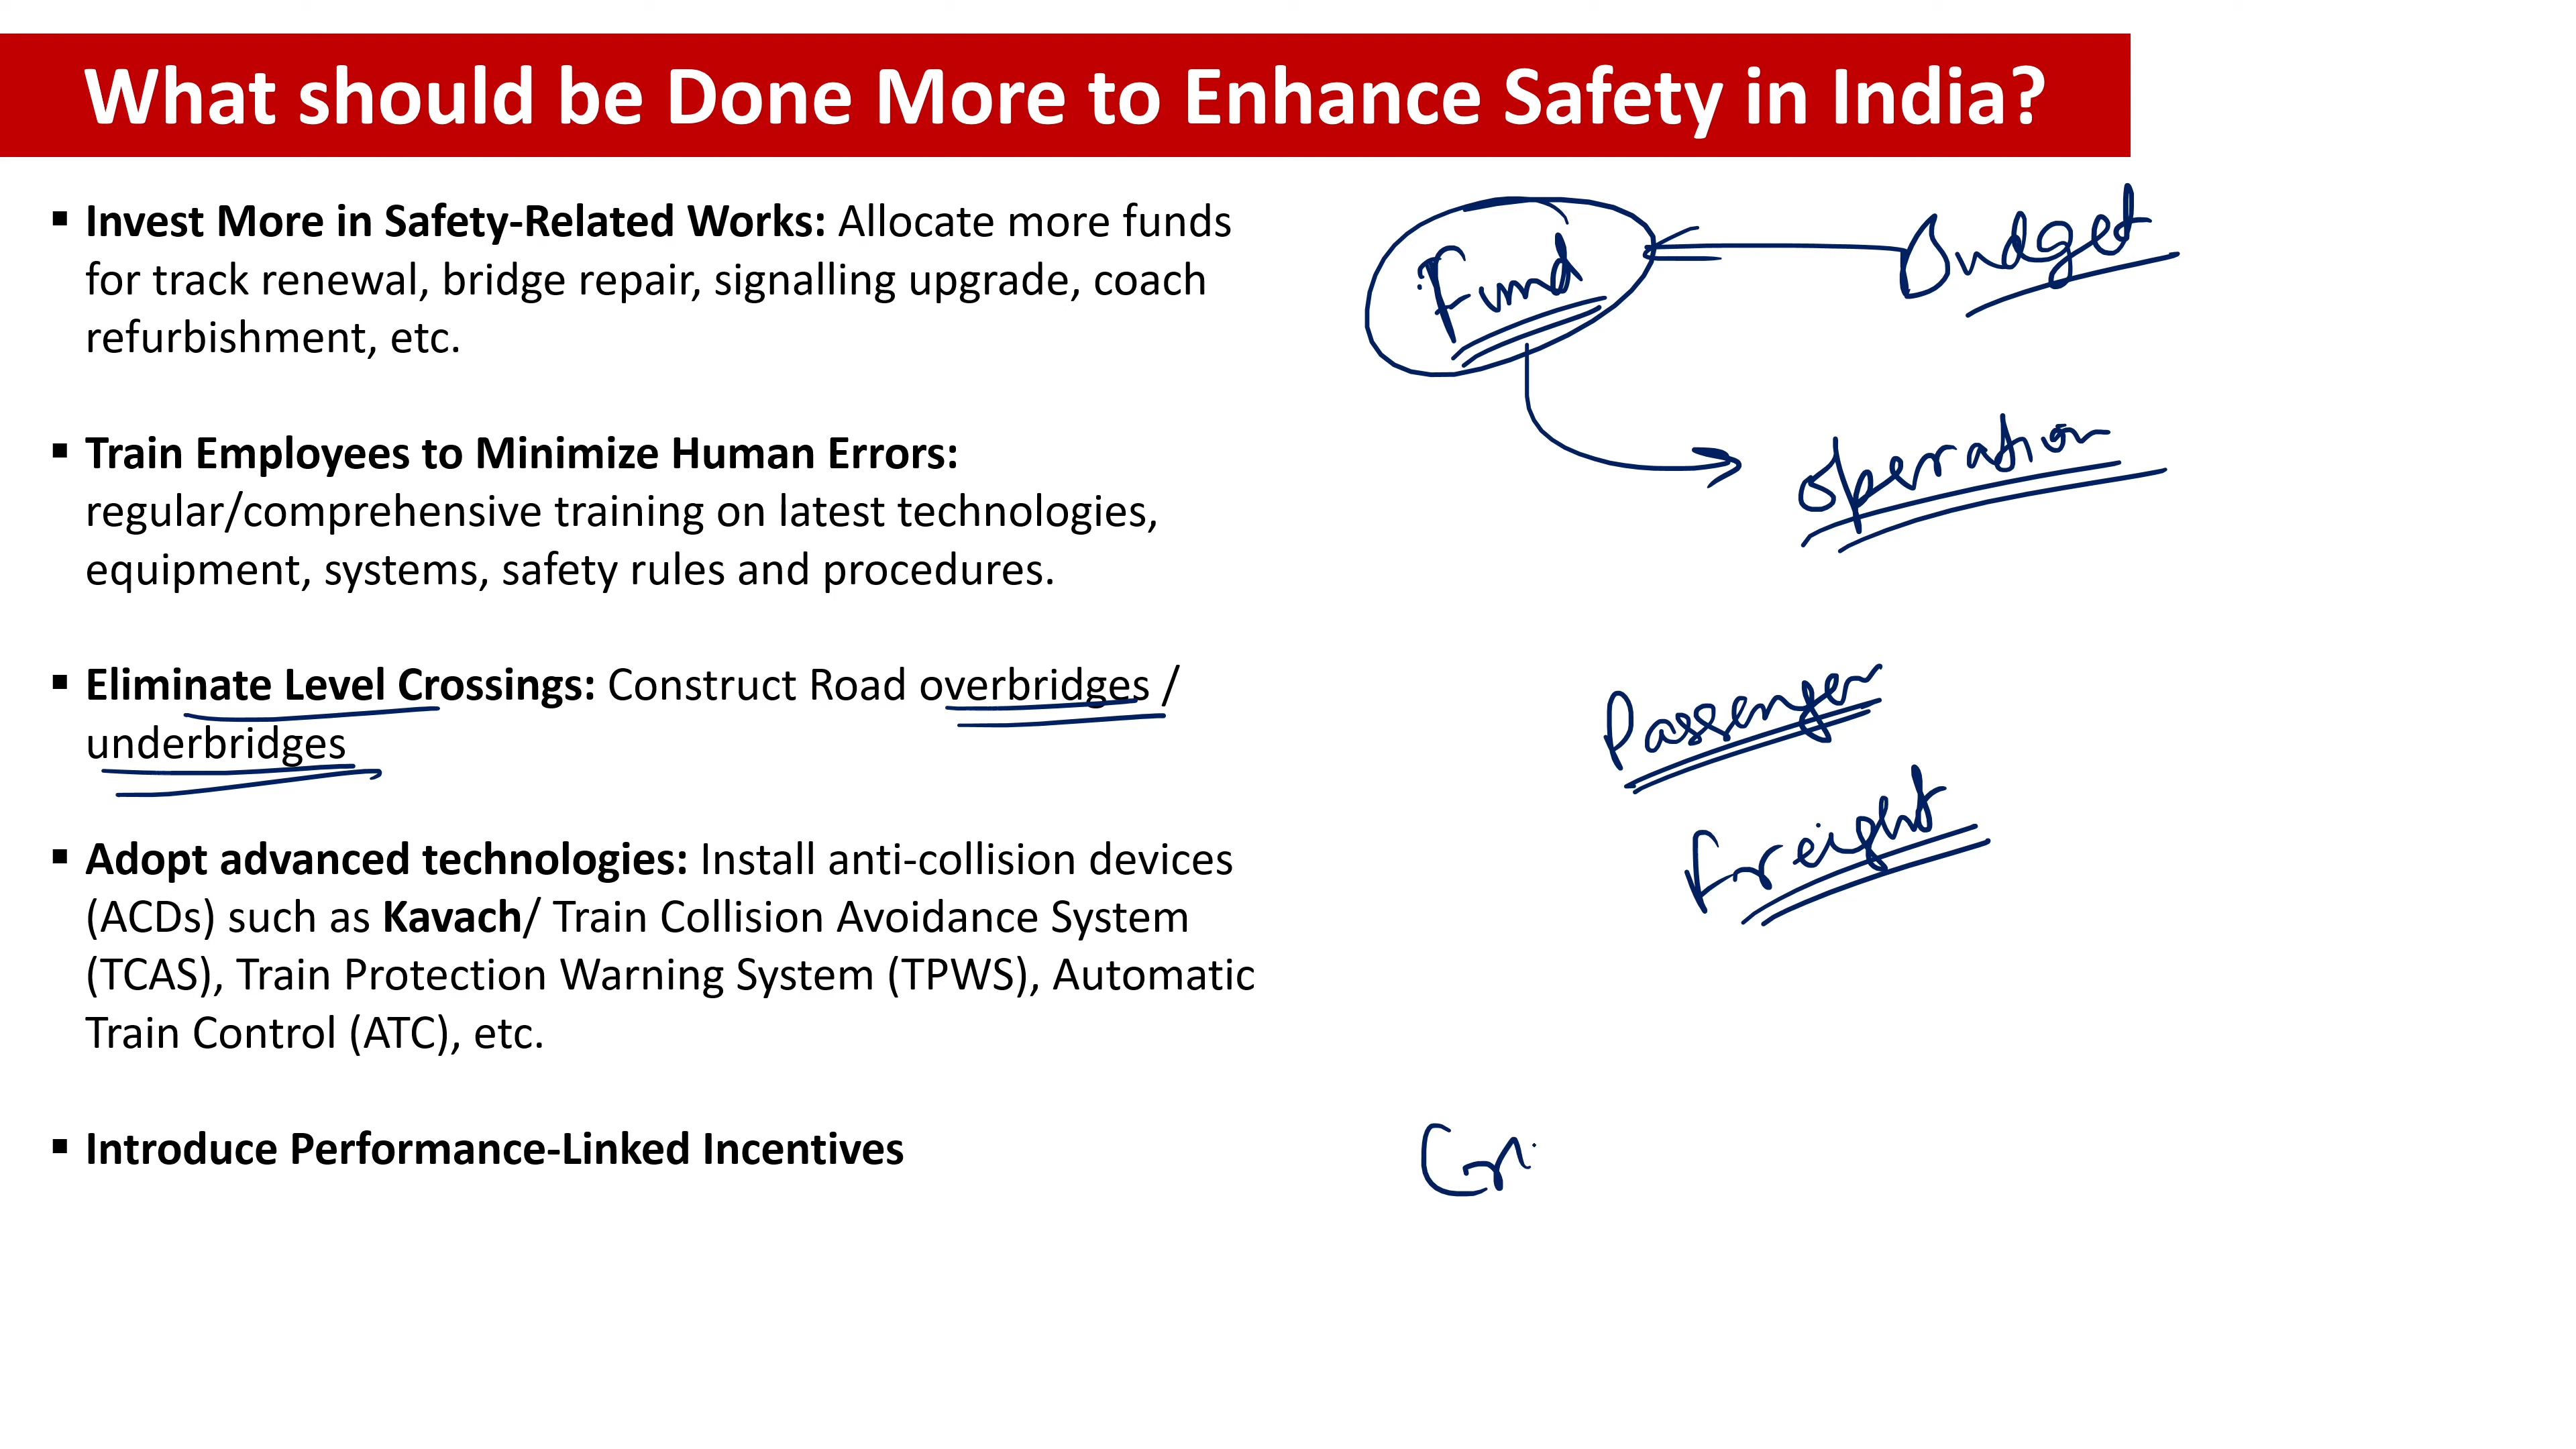 What should be Done More to Enhance Safety in India?
▪ Invest More in Safety-Related Works: Allocate more funds
for track renewal, bridge repair, signalling upgrade, coach
refurbishment, etc.
▪ Train Employees to Minimize Human Errors:
regular/comprehensive training on latest technologies,
equipment, systems, safety rules and procedures.
▪ Eliminate Level Crossings: Construct Road overbridges /
underbridges
▪ Adopt advanced technologies: Install anti-collision devices
(ACDs) such as Kavach/ Train Collision Avoidance System
(TCAS), Train Protection Warning System (TPWS), Automatic
Train Control (ATC), etc.
▪ Introduce Performance-Linked Incentives
Fund
Budget
Operation
Passenger
Freight